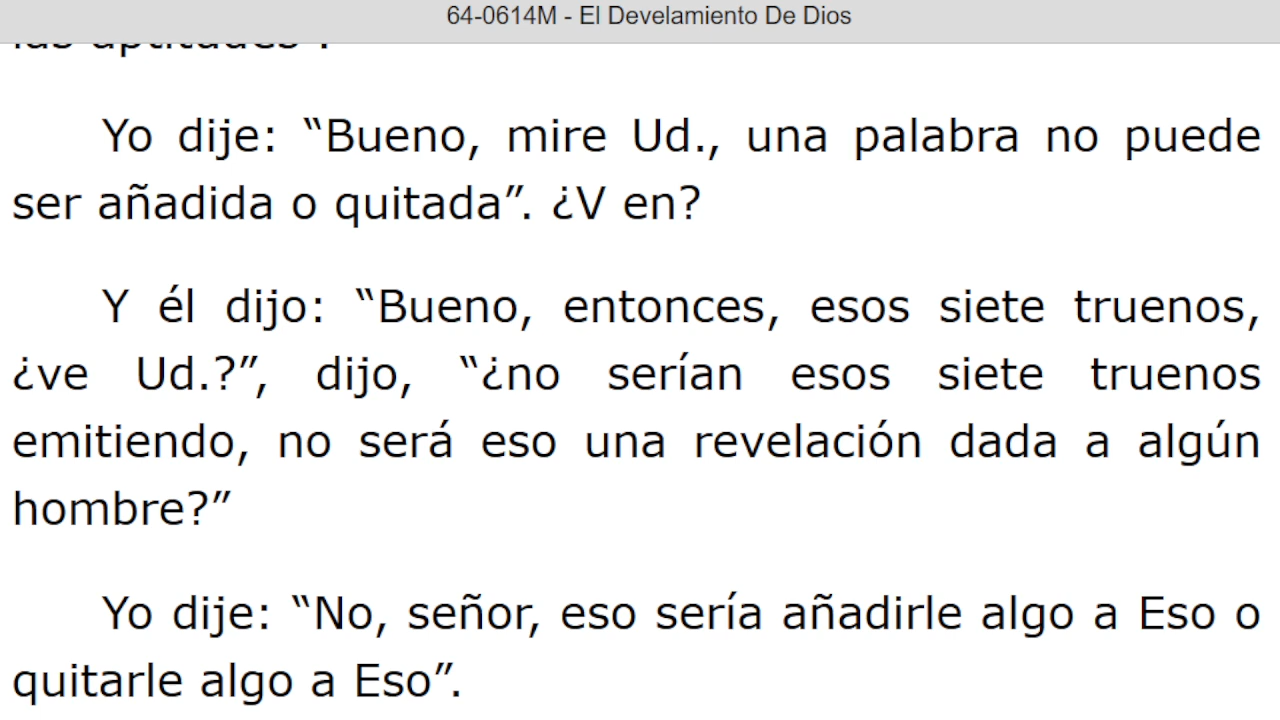 64-0614M - El Develamiento De Dios
Yo dije: “Bueno, mire Ud., una palabra no puede
ser añadida o quitada”. ¿V en?
Y él dijo: “Bueno, entonces, esos siete truenos,
¿ve Ud.?”, dijo, “¿no serían esos siete truenos
emitiendo, no será eso una revelación dada a algún
hombre?”
Yo dije: “No, señor, eso sería añadirle algo a Eso o
quitarle algo a Eso”.